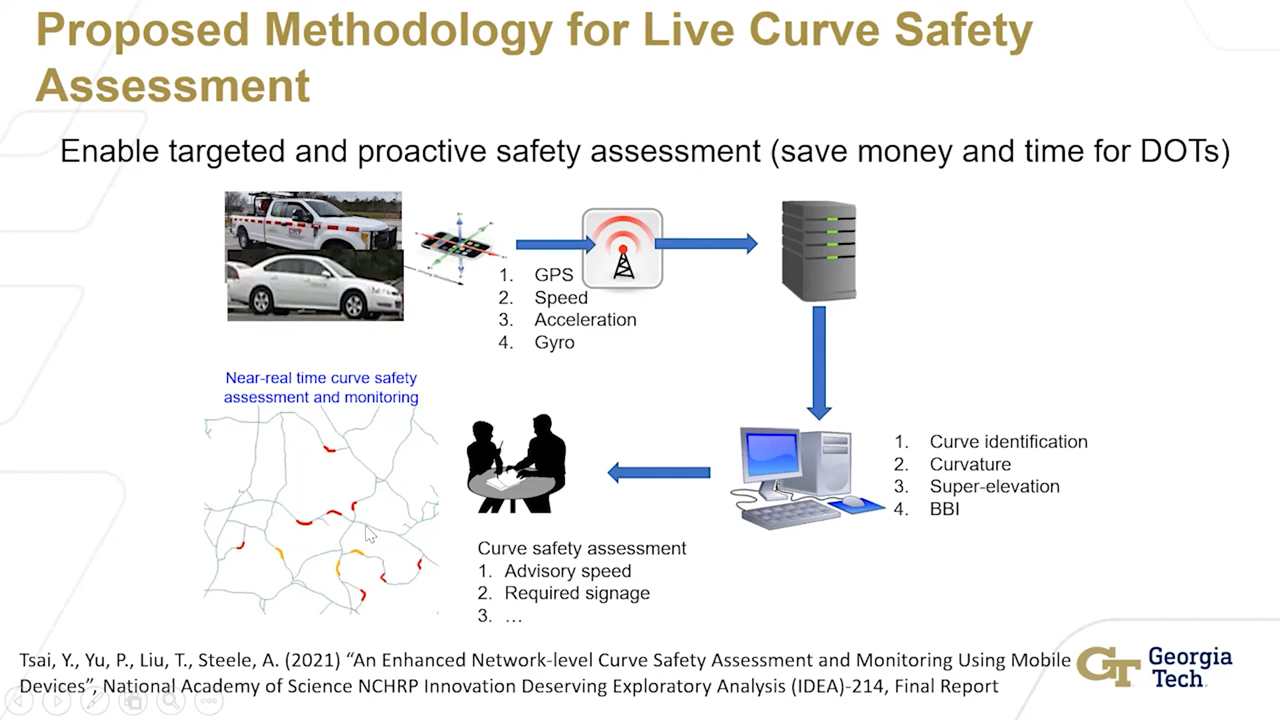 Proposed Methodology for Live Curve Safety
Assessment
Enable targeted and proactive safety assessment (save money and time for DOTs)
1. GPS
2. Speed
3. Acceleration
4. Gyro
Near-real time curve safety
assessment and monitoring
1. Curve identification
2. Curvature
3. Super-elevation
4. BBI
Curve safety assessment
1. Advisory speed
2. Required signage
3. …
Tsai, Y., Yu, P., Liu, T., Steele, A. (2021) “An Enhanced Network-level Curve Safety Assessment and Monitoring Using Mobile
Devices”, National Academy of Science NCHRP Innovation Deserving Exploratory Analysis (IDEA)-214, Final Report
GT Georgia
Tech